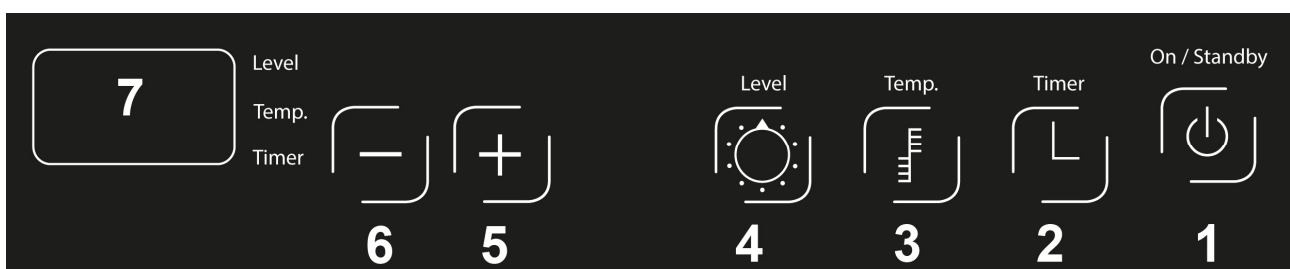 7
Level
Temp.
Timer
Level
Temp.
Timer
On / Standby
6
5
4
3
2
1